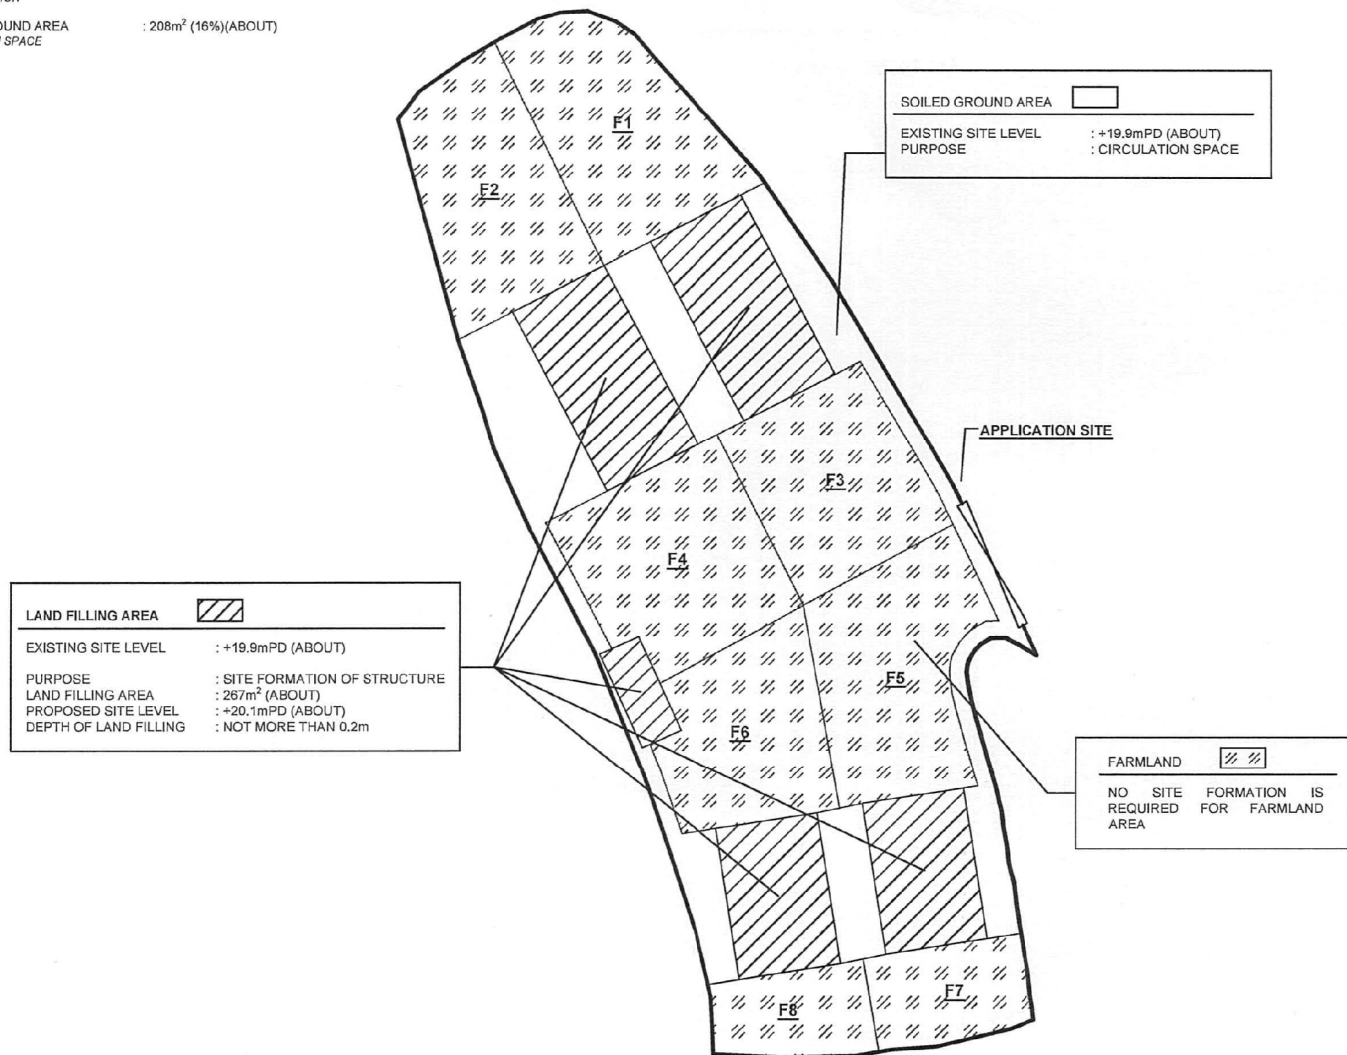 OUND AREA : 208m² (16%)(ABOUT)
SPACE
SOILED GROUND AREA
EXISTING SITE LEVEL : +19.9mPD (ABOUT)
PURPOSE : CIRCULATION SPACE
F1
F2
APPLICATION SITE
F3
F4
LAND FILLING AREA
EXISTING SITE LEVEL : +19.9mPD (ABOUT)
PURPOSE : SITE FORMATION OF STRUCTURE
LAND FILLING AREA : 267m² (ABOUT)
PROPOSED SITE LEVEL : +20.1mPD (ABOUT)
DEPTH OF LAND FILLING : NOT MORE THAN 0.2m
F5
F6
FARMLAND
NO SITE FORMATION IS
REQUIRED FOR FARMLAND
AREA
F7
F8